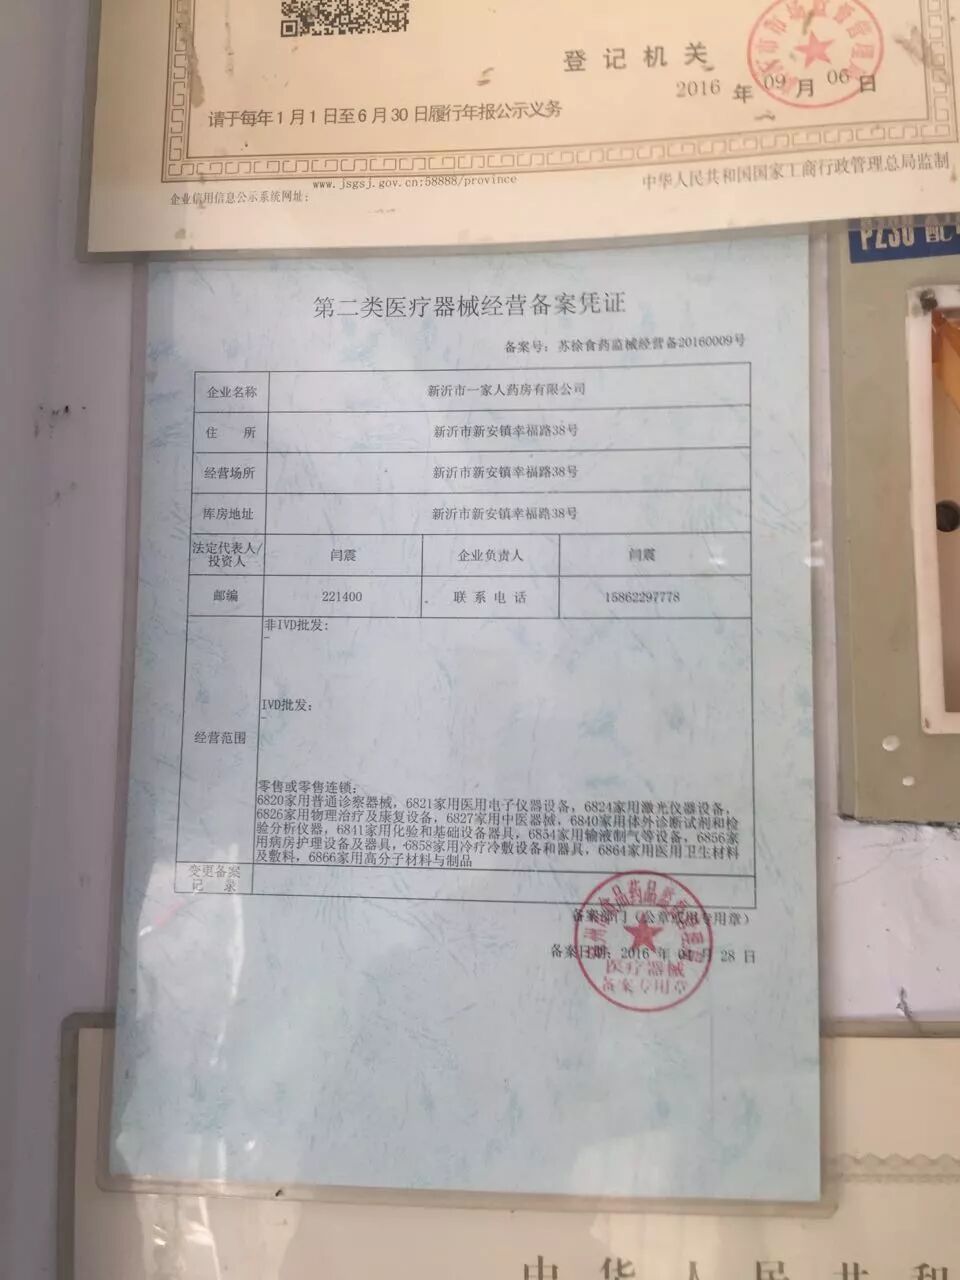 登记机关
2016 年 09 月 06 日
请于每年1月1日至6月30日履行年报公示义务
www.jsgsj.gov.cn:58888/province
企业信用信息公示系统网址:
中华人民共和国国家工商行政管理总局监制
PZ30 配
第二类医疗器械经营备案凭证
备案号: 苏徐食药监械经营备20160009号
企业名称 新沂市一家人药房有限公司
住 所 新沂市新安镇幸福路38号
经营场所 新沂市新安镇幸福路38号
库房地址 新沂市新安镇幸福路38号
法定代表人/投资人 闫震 企业负责人 闫震
邮编 221400 联系电话 15862297778
非IVD批发:
IVD批发:
经营范围
零售或零售连锁:
6820家用普通诊察器械, 6821家用医用电子仪器设备, 6824家用激光仪器设备,
6826家用物理治疗及康复设备, 6827家用中医器械, 6840家用体外诊断试剂和检
验分析仪器, 6841家用化验和基础设备器具, 6854家用输液制气等设备, 6856家
用病房护理设备及器具, 6858家用冷疗冷敷设备和器具, 6864家用医用卫生材料
及敷料, 6866家用高分子材料与制品
变更备案
记 录
备案部门 (公章或用专用章)
备案日期: 2016 年 04 月 28 日
医疗器械
备案专用章
中华人民共和